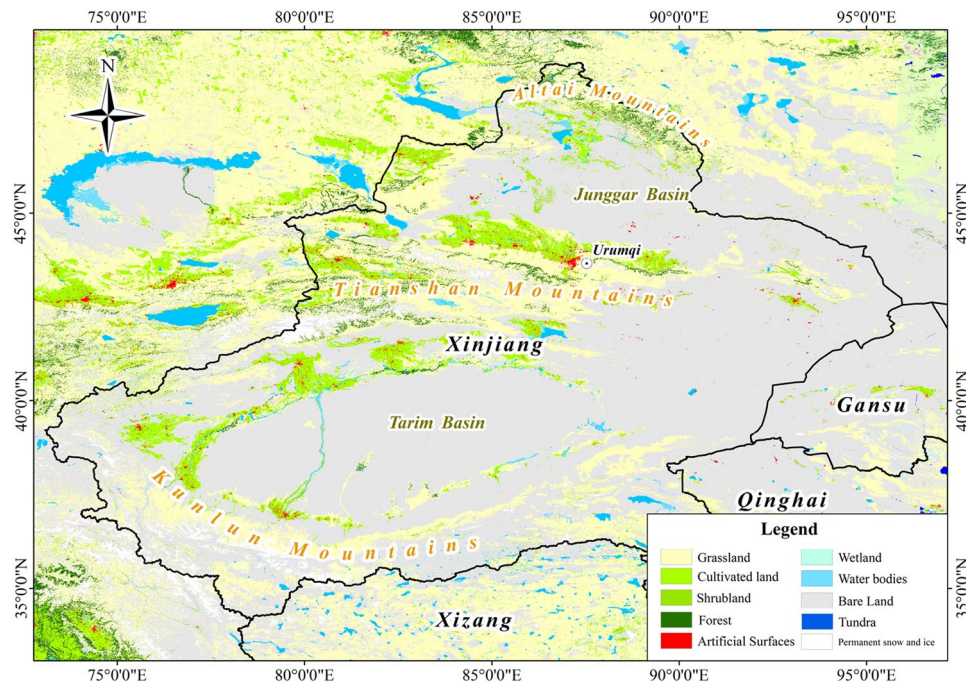 75°0'0"E 80°0'0"E 85°0'0"E 90°0'0"E 95°0'0"E
N
Altai Mountains
Junggar Basin
45°0'0"N 45°0'0"N
Urumqi
Tianshan Mountains
Xinjiang
40°0'0"N 40°0'0"N
Gansu
Tarim Basin
Kunlun Mountains
Qinghai
Legend
Grassland Wetland
Cultivated land Water bodies
Shrubland Bare Land
Forest Tundra
Artificial Surfaces Permanent snow and ice
35°0'0"N 35°0'0"N
Xizang
75°0'0"E 80°0'0"E 85°0'0"E 90°0'0"E 95°0'0"E